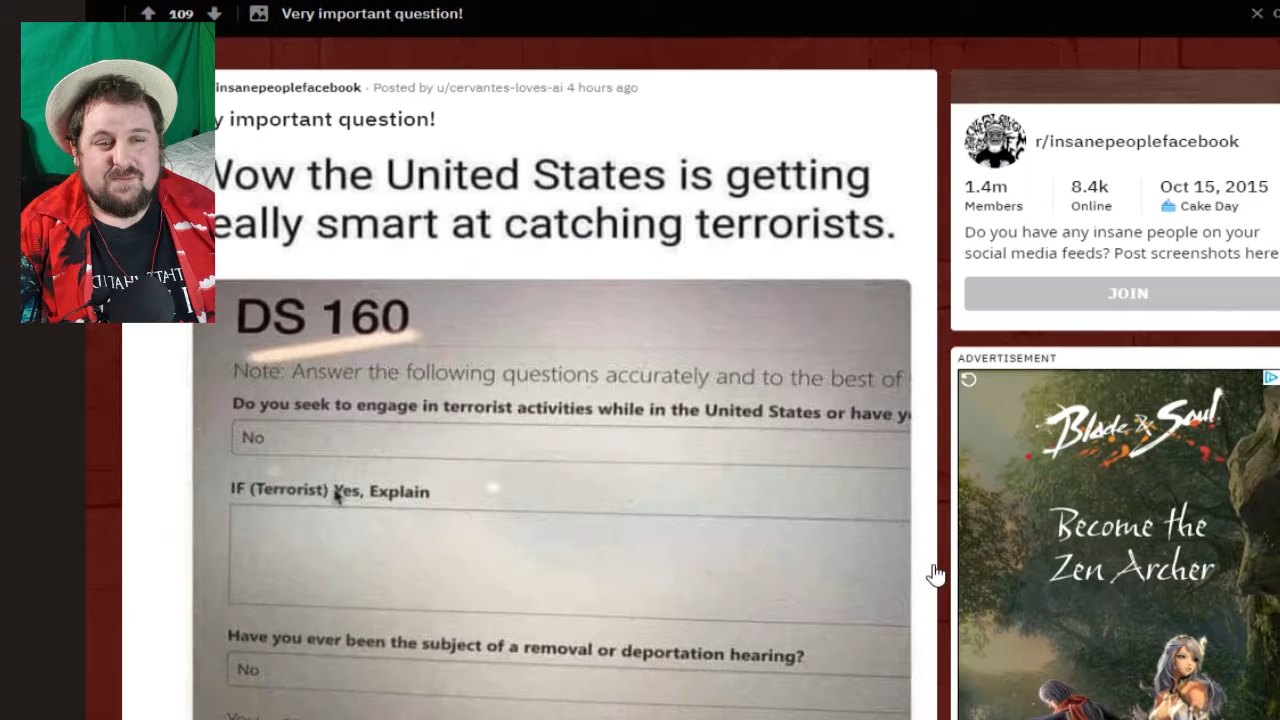 109 Very important question!
insanepeoplefacebook · Posted by u/cervantes-loves-ai 4 hours ago
y important question!
Wow the United States is getting
eally smart at catching terrorists.
DS 160
Note: Answer the following questions accurately and to the best of
Do you seek to engage in terrorist activities while in the United States or have y
No
IF (Terrorist) Yes, Explain
Have you ever been the subject of a removal or deportation hearing?
No
r/insanepeoplefacebook
1.4m 8.4k Oct 15, 2015
Members Online Cake Day
Do you have any insane people on your
social media feeds? Post screenshots here
JOIN
ADVERTISEMENT
Blade & Soul
Become the
Zen Archer